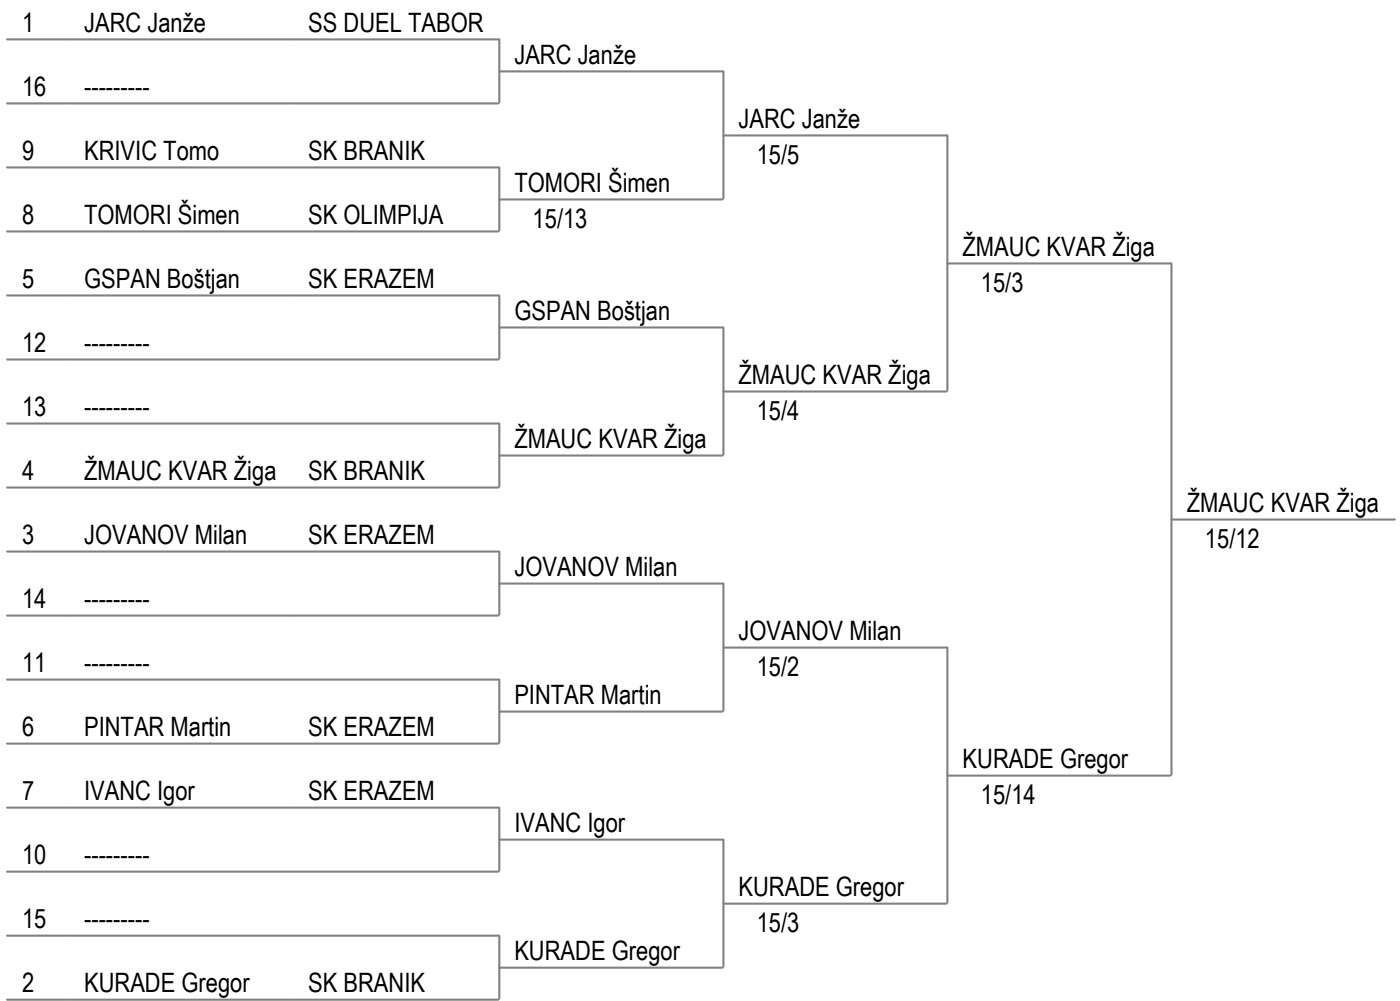 1 JARC Janže SS DUEL TABOR
JARC Janže
16 ---------
JARC Janže
15/5
9 KRIVIC Tomo SK BRANIK
TOMORI Šimen
15/13
8 TOMORI Šimen SK OLIMPIJA
ŽMAUC KVAR Žiga
15/3
5 GSPAN Boštjan SK ERAZEM
GSPAN Boštjan
12 ---------
ŽMAUC KVAR Žiga
15/4
13 ---------
ŽMAUC KVAR Žiga
4 ŽMAUC KVAR Žiga SK BRANIK
ŽMAUC KVAR Žiga
15/12
3 JOVANOV Milan SK ERAZEM
JOVANOV Milan
14 ---------
JOVANOV Milan
15/2
11 ---------
PINTAR Martin
6 PINTAR Martin SK ERAZEM
KURADE Gregor
15/14
7 IVANC Igor SK ERAZEM
IVANC Igor
10 ---------
KURADE Gregor
15/3
15 ---------
KURADE Gregor
2 KURADE Gregor SK BRANIK